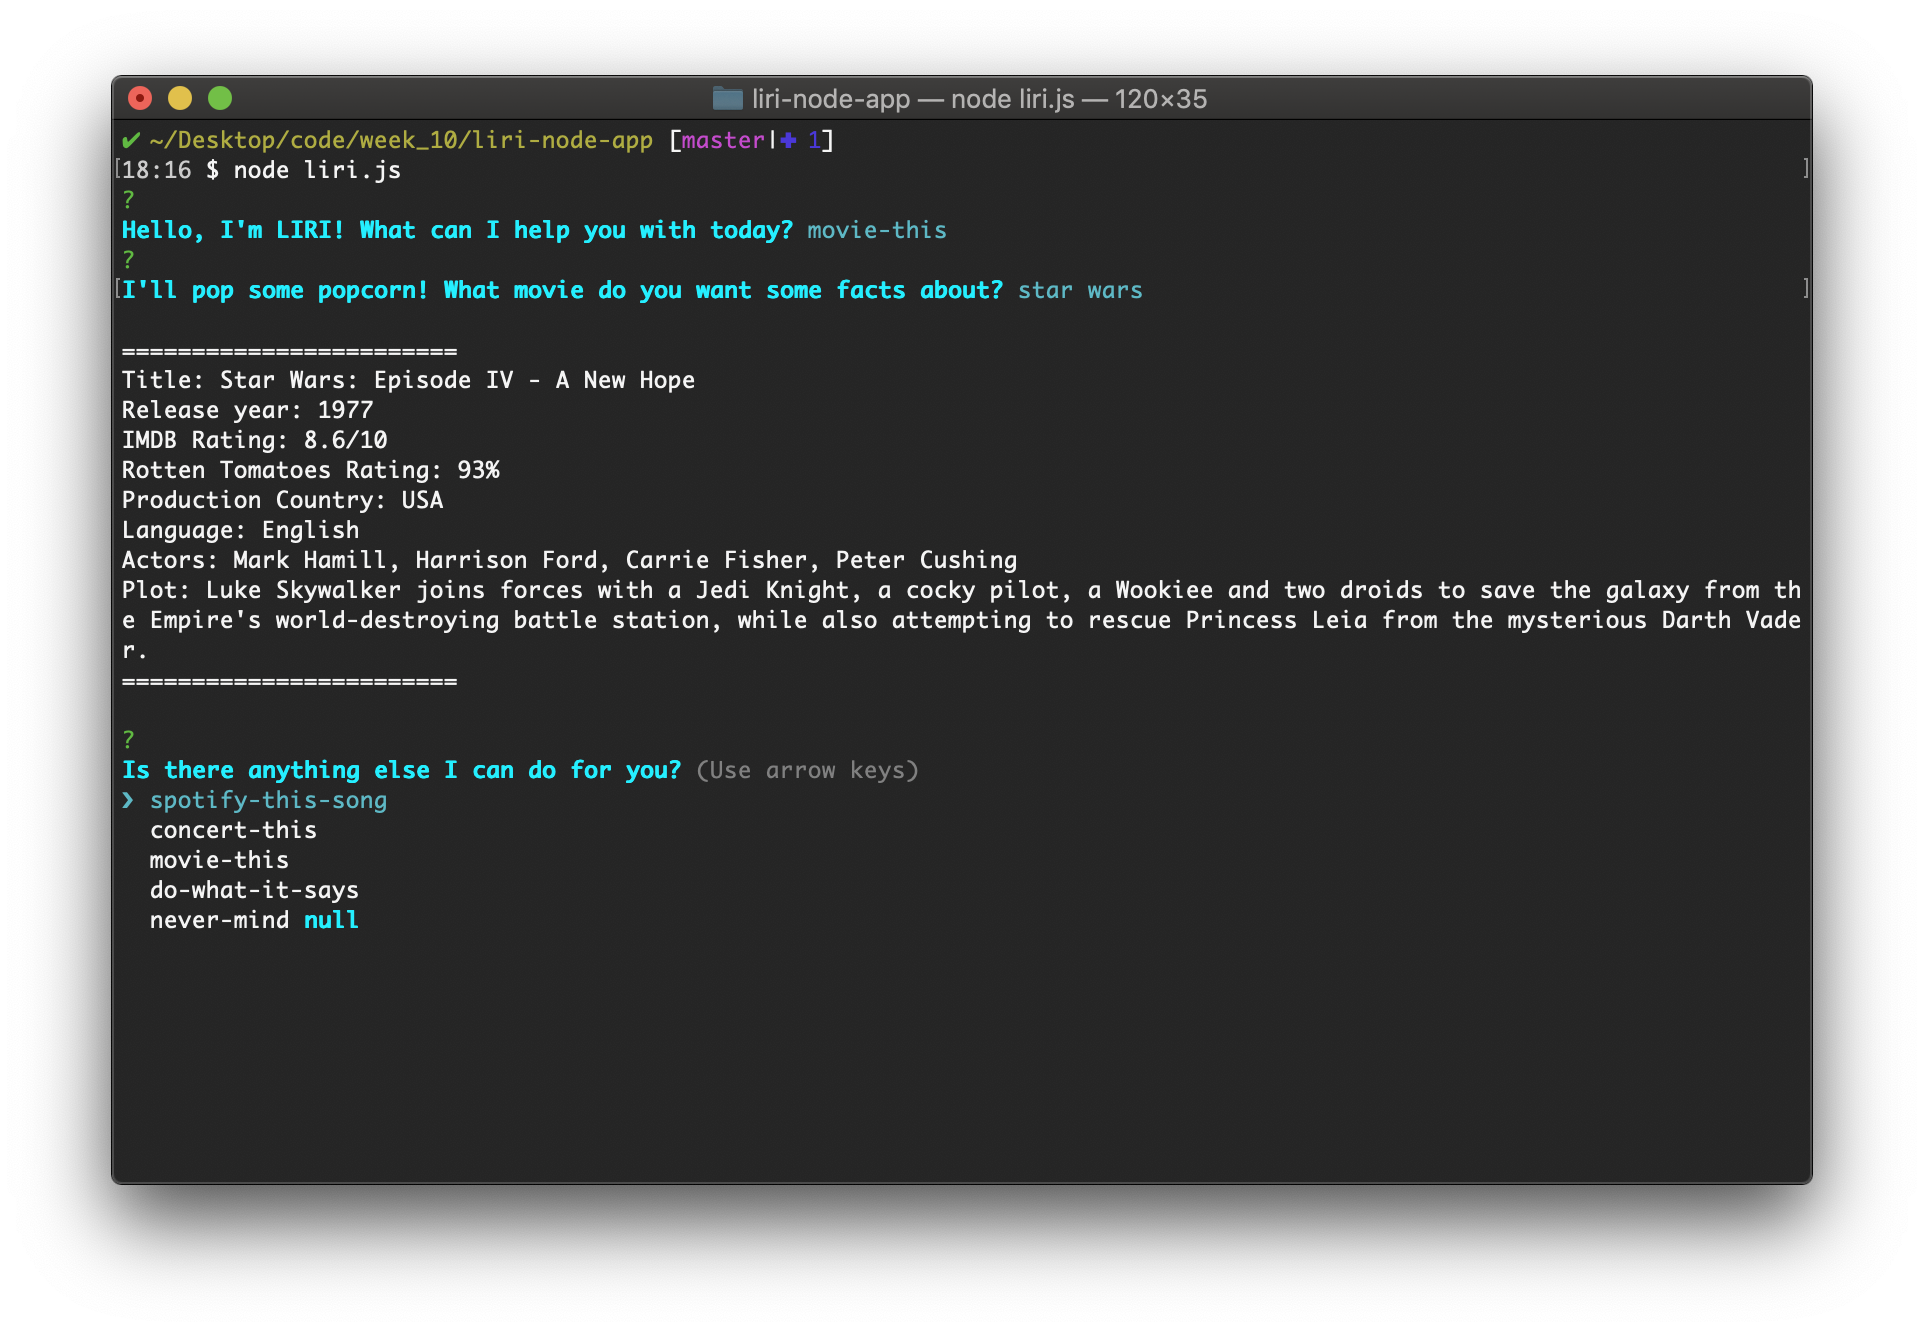 liri-node-app — node liri.js — 120×35
✔ ~/Desktop/code/week_10/liri-node-app [master|✚ 1]
[18:16 $ node liri.js ]
?
Hello, I'm LIRI! What can I help you with today? movie-this
?
[I'll pop some popcorn! What movie do you want some facts about? star wars ]
========================
Title: Star Wars: Episode IV - A New Hope
Release year: 1977
IMDB Rating: 8.6/10
Rotten Tomatoes Rating: 93%
Production Country: USA
Language: English
Actors: Mark Hamill, Harrison Ford, Carrie Fisher, Peter Cushing
Plot: Luke Skywalker joins forces with a Jedi Knight, a cocky pilot, a Wookiee and two droids to save the galaxy from th
e Empire's world-destroying battle station, while also attempting to rescue Princess Leia from the mysterious Darth Vade
r.
========================
?
Is there anything else I can do for you? (Use arrow keys)
❯ spotify-this-song
concert-this
movie-this
do-what-it-says
never-mind null